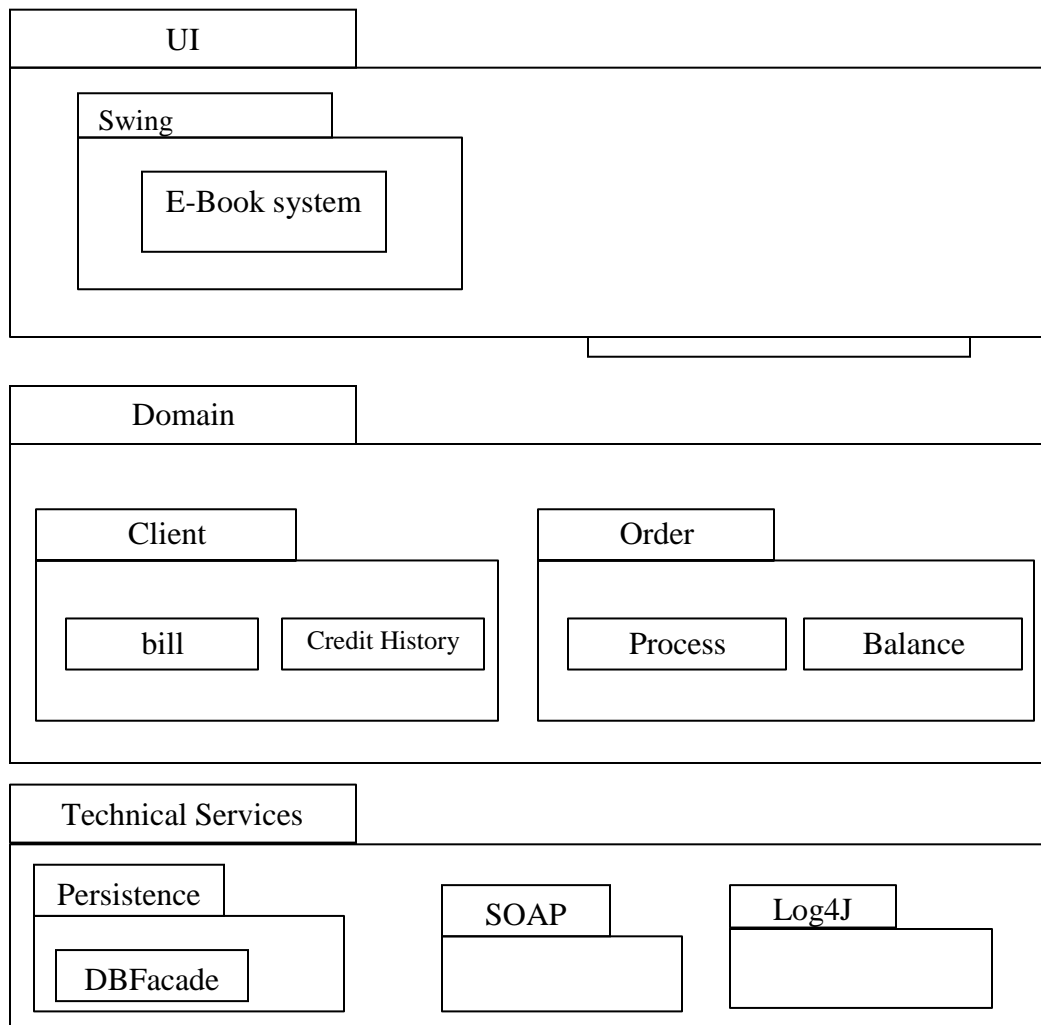 UI
Swing
E-Book system
Domain
Client
Order
bill
Credit History
Process
Balance
Technical Services
Persistence
SOAP
Log4J
DBFacade